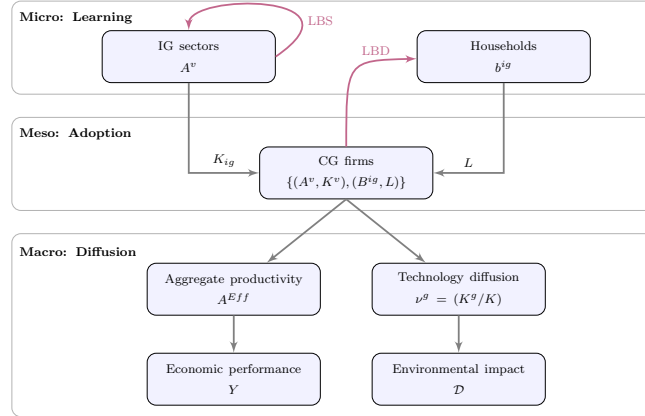 Micro: Learning
LBS
IG sectors
A^v
Households
b^{ig}
LBD
Meso: Adoption
K_{ig}
L
CG firms
{(A^v, K^v), (B^{ig}, L)}
Macro: Diffusion
Aggregate productivity
A^{Eff}
Technology diffusion
ν^g = (K^g/K)
Economic performance
Y
Environmental impact
𝒟